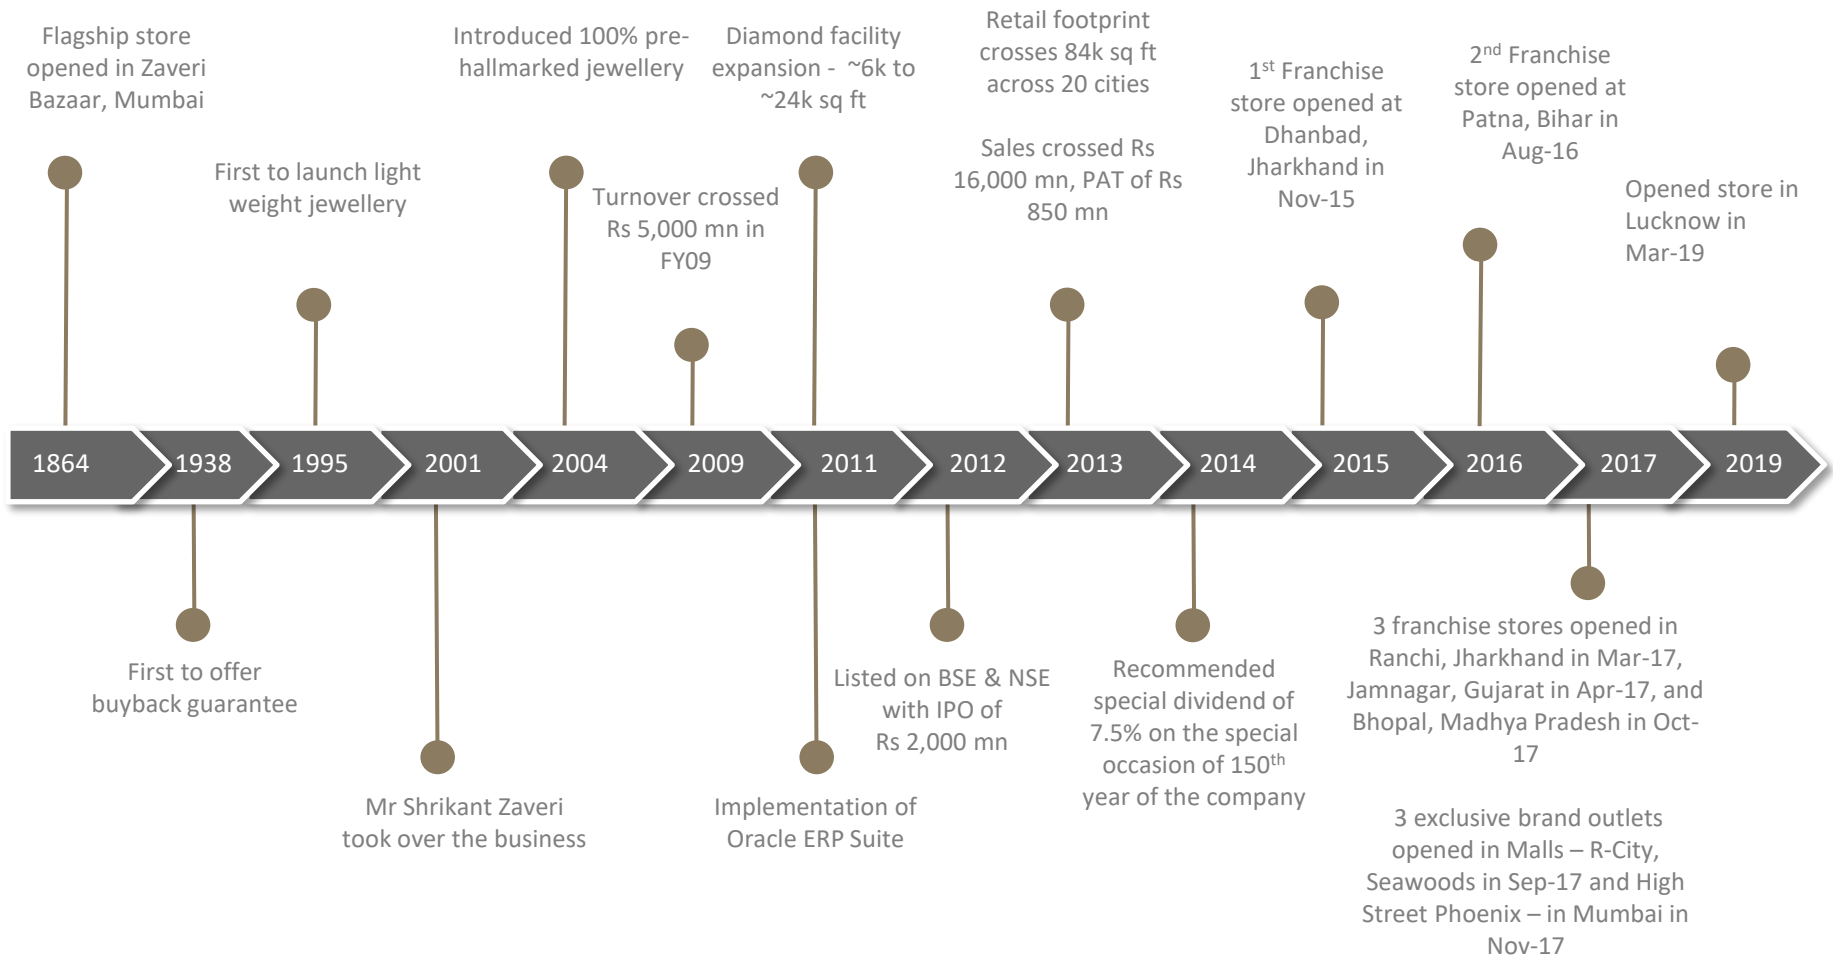 Flagship store
opened in Zaveri
Bazaar, Mumbai
First to launch light
weight jewellery
Introduced 100% pre-
hallmarked jewellery
Turnover crossed
Rs 5,000 mn in
FY09
Diamond facility
expansion - ~6k to
~24k sq ft
Retail footprint
crosses 84k sq ft
across 20 cities
Sales crossed Rs
16,000 mn, PAT of Rs
850 mn
1st Franchise
store opened at
Dhanbad,
Jharkhand in
Nov-15
2nd Franchise
store opened at
Patna, Bihar in
Aug-16
Opened store in
Lucknow in
Mar-19
1864
1938
1995
2001
2004
2009
2011
2012
2013
2014
2015
2016
2017
2019
First to offer
buyback guarantee
Mr Shrikant Zaveri
took over the business
Implementation of
Oracle ERP Suite
Listed on BSE & NSE
with IPO of
Rs 2,000 mn
Recommended
special dividend of
7.5% on the special
occasion of 150th
year of the company
3 franchise stores opened in
Ranchi, Jharkhand in Mar-17,
Jamnagar, Gujarat in Apr-17, and
Bhopal, Madhya Pradesh in Oct-
17
3 exclusive brand outlets
opened in Malls – R-City,
Seawoods in Sep-17 and High
Street Phoenix – in Mumbai in
Nov-17